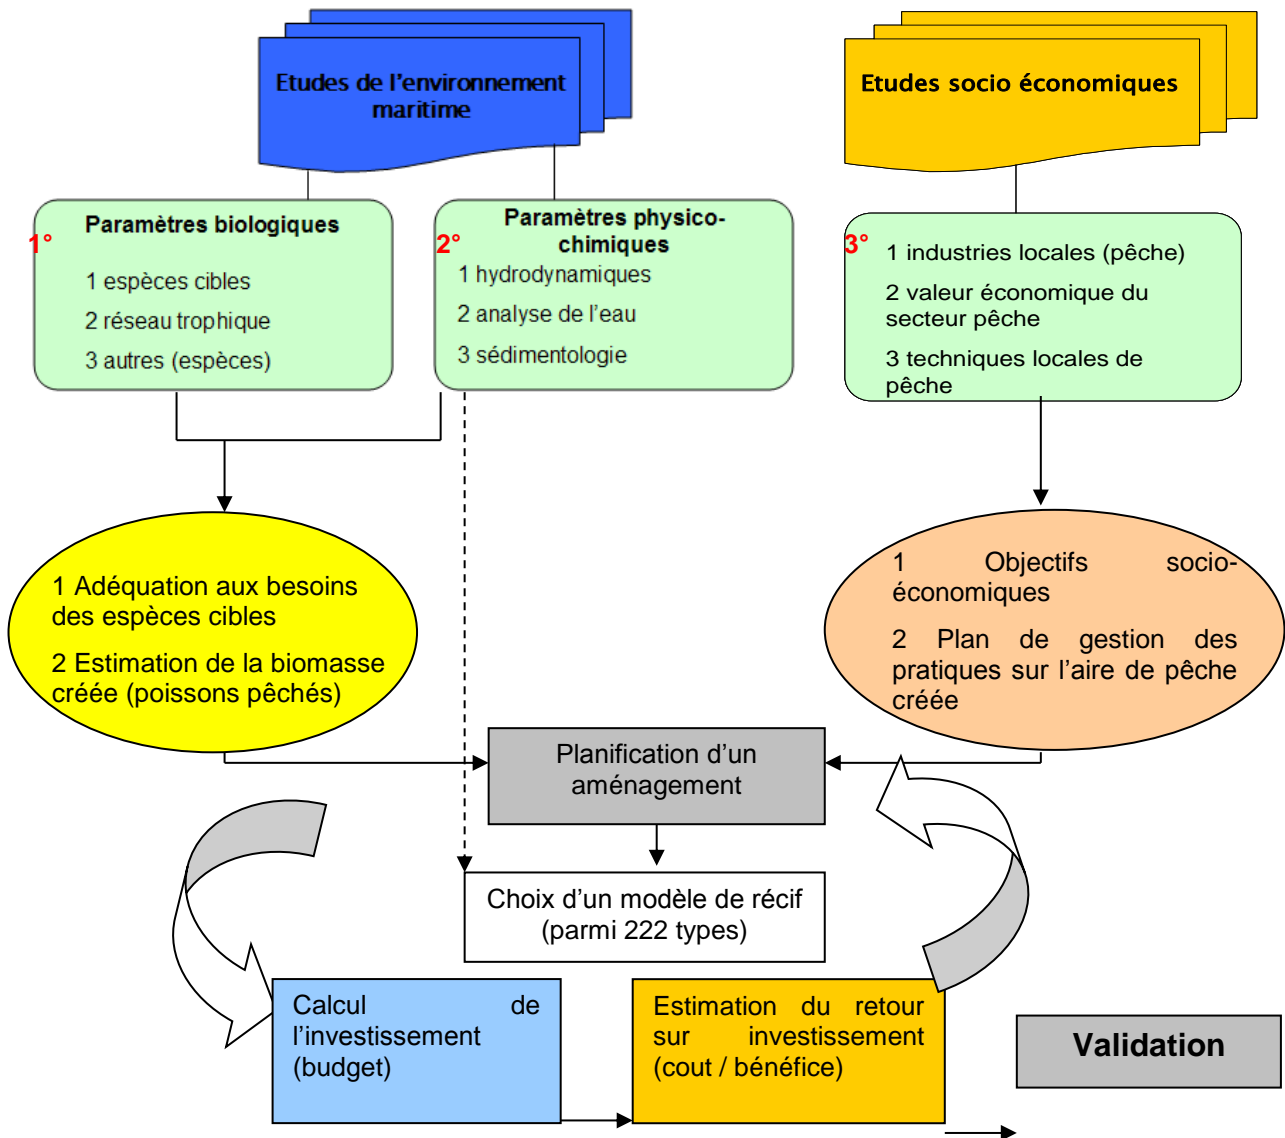 Etudes de l'environnement
maritime
Etudes socio économiques
Paramètres biologiques
1°
1 espèces cibles
2 réseau trophique
3 autres (espèces)
Paramètres physico-
chimiques
2°
1 hydrodynamiques
2 analyse de l'eau
3 sédimentologie
3°
1 industries locales (pêche)
2 valeur économique du
secteur pêche
3 techniques locales de
pêche
1 Adéquation aux besoins
des espèces cibles
2 Estimation de la biomasse
créée (poissons pêchés)
1 Objectifs socio-
économiques
2 Plan de gestion des
pratiques sur l'aire de pêche
créée
Planification d'un
aménagement
Choix d'un modèle de récif
(parmi 222 types)
Calcul de
l'investissement
(budget)
Estimation du retour
sur investissement
(cout / bénéfice)
Validation